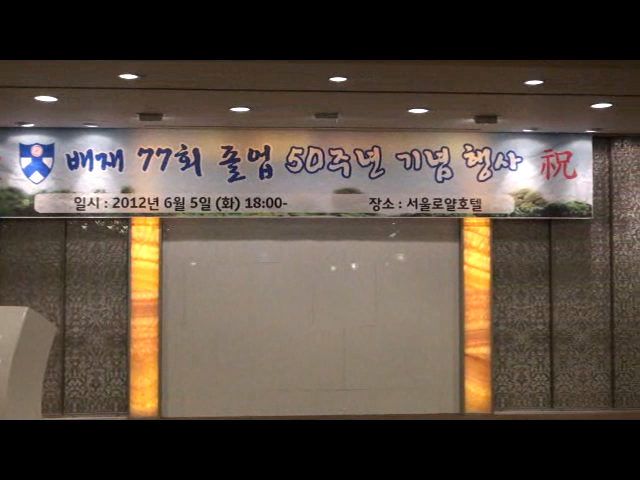 배재 77회 졸업 50주년 기념 행사 祝
일시 : 2012년 6월 5일 (화) 18:00- 장소 : 서울로얄호텔